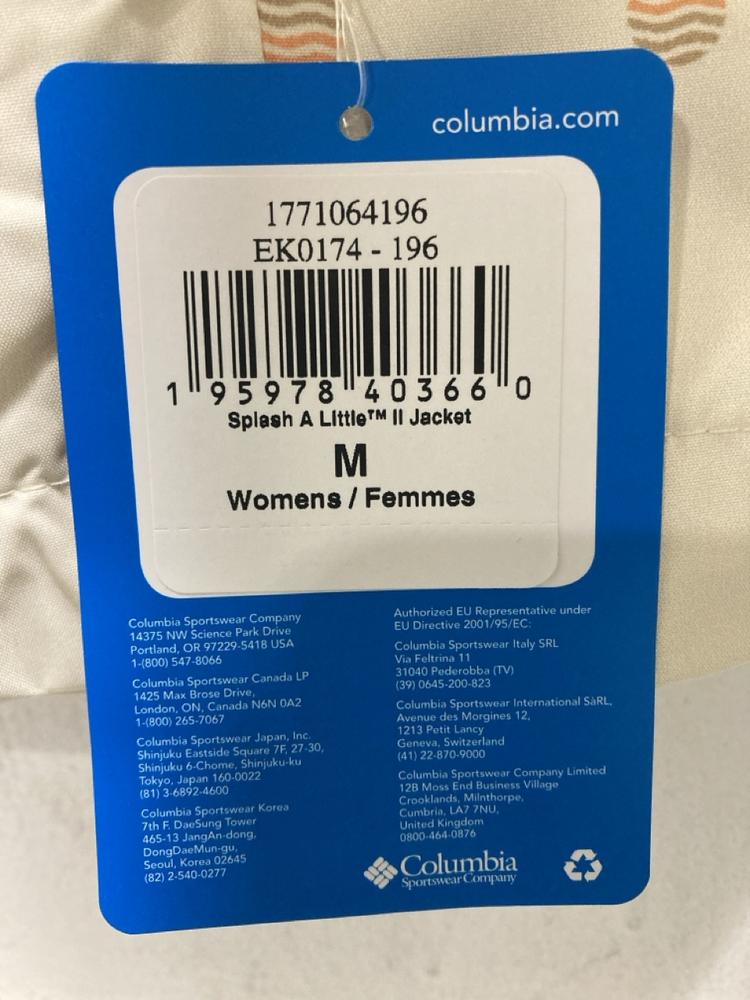 columbia.com
1771064196
EK0174 - 196
1 95978 40366 0
Splash A Little™ II Jacket
M
Womens / Femmes
Columbia Sportswear Company
14375 NW Science Park Drive
Portland, OR 97229-5418 USA
1-(800) 547-8066
Columbia Sportswear Canada LP
1425 Max Brose Drive,
London, ON, Canada N6N 0A2
1-(800) 265-7067
Columbia Sportswear Japan, Inc.
Shinjuku Eastside Square 7F, 27-30,
Shinjuku 6-Chome, Shinjuku-ku
Tokyo, Japan 160-0022
(81) 3-6892-4600
Columbia Sportswear Korea
7th F. DaeSung Tower
465-13 JangAn-dong,
DongDaeMun-gu,
Seoul, Korea 02645
(82) 2-540-0277
Authorized EU Representative under
EU Directive 2001/95/EC:
Columbia Sportswear Italy SRL
Via Feltrina 11
31040 Pederobba (TV)
(39) 0645-200-823
Columbia Sportswear International SàRL,
Avenue des Morgines 12,
1213 Petit Lancy
Geneva, Switzerland
(41) 22-870-9000
Columbia Sportswear Company Limited
12B Moss End Business Village
Crooklands, Milnthorpe,
Cumbria, LA7 7NU,
United Kingdom
0800-464-0876
Columbia
Sportswear Company